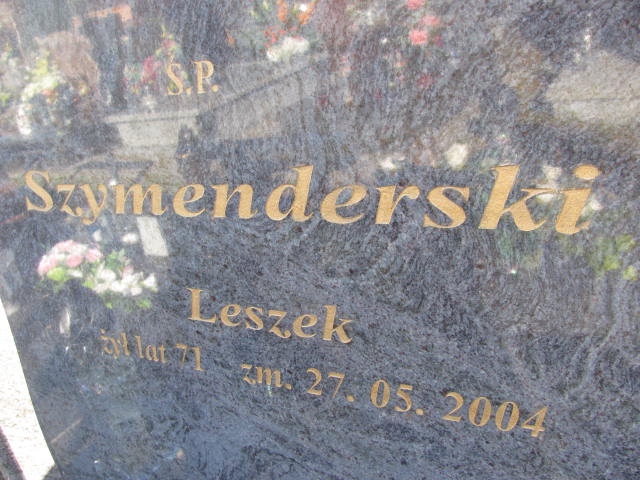 Ś.P.
Szymenderski
Leszek
żył lat 71 zm. 27. 05. 2004